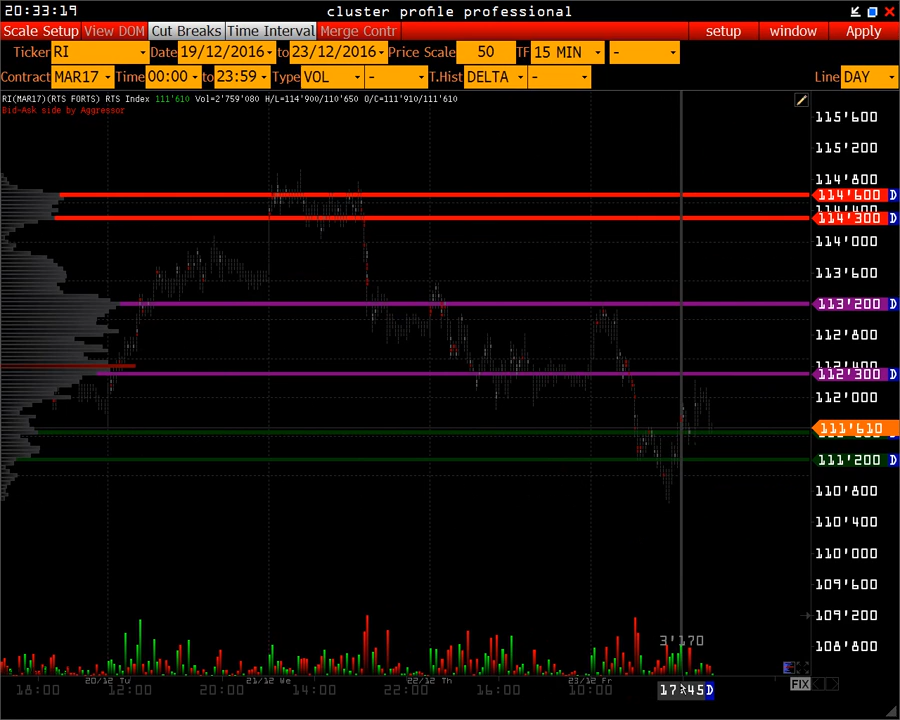 20:33:19 cluster profile professional
Scale Setup View DOM Cut Breaks Time Interval Merge Contr setup window Apply
Ticker RI Date 19/12/2016 to 23/12/2016 Price Scale 50 TF 15 MIN -
Contract MAR17 Time 00:00 to 23:59 Type VOL - T.Hist DELTA - Line DAY
RI(MAR17)(RTS FORTS) RTS Index 111'610 Vol=2'759'080 H/L=114'900/110'650 O/C=111'910/111'610
Bid-Ask side by Aggressor
115'600
115'200
114'800
114'600 D
114'400
114'300 D
114'000
113'600
113'200 D
112'800
112'400
112'300 D
112'000
111'610
111'200 D
110'800
110'400
110'000
109'600
109'200
3'170
108'800
20/12 Tu 21/12 We 22/12 Th 23/12 Fr
18:00 12:00 20:00 14:00 22:00 16:00 10:00 17:45 D
FIX